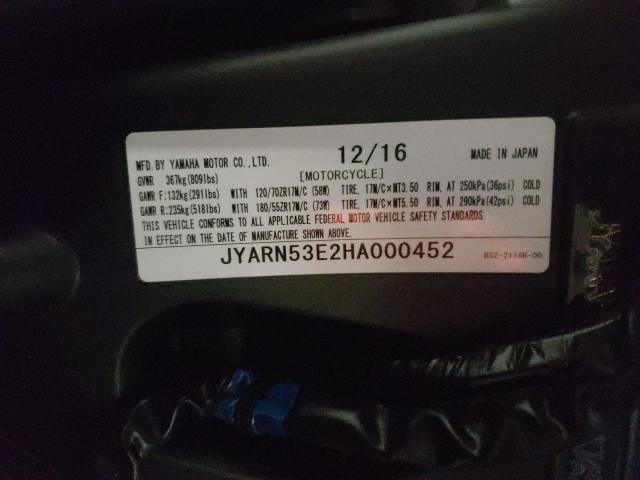 MFD. BY YAMAHA MOTOR CO., LTD. 12/16 MADE IN JAPAN
GVWR 367kg(809lbs) [MOTORCYCLE]
GAWR F:132kg(291lbs) WITH 120/70ZR17M/C (58W) TIRE, 17M/C×MT3.50 RIM, AT 250kPa(36psi) COLD
GAWR R:235kg(518lbs) WITH 180/55ZR17M/C (73W) TIRE, 17M/C×MT5.50 RIM, AT 290kPa(42psi) COLD
THIS VEHICLE CONFORMS TO ALL APPLICABLE FEDERAL MOTOR VEHICLE SAFETY STANDARDS
IN EFFECT ON THE DATE OF MANUFACTURE SHOWN ABOVE.
JYARN53E2HA000452 BS2-2118B-00